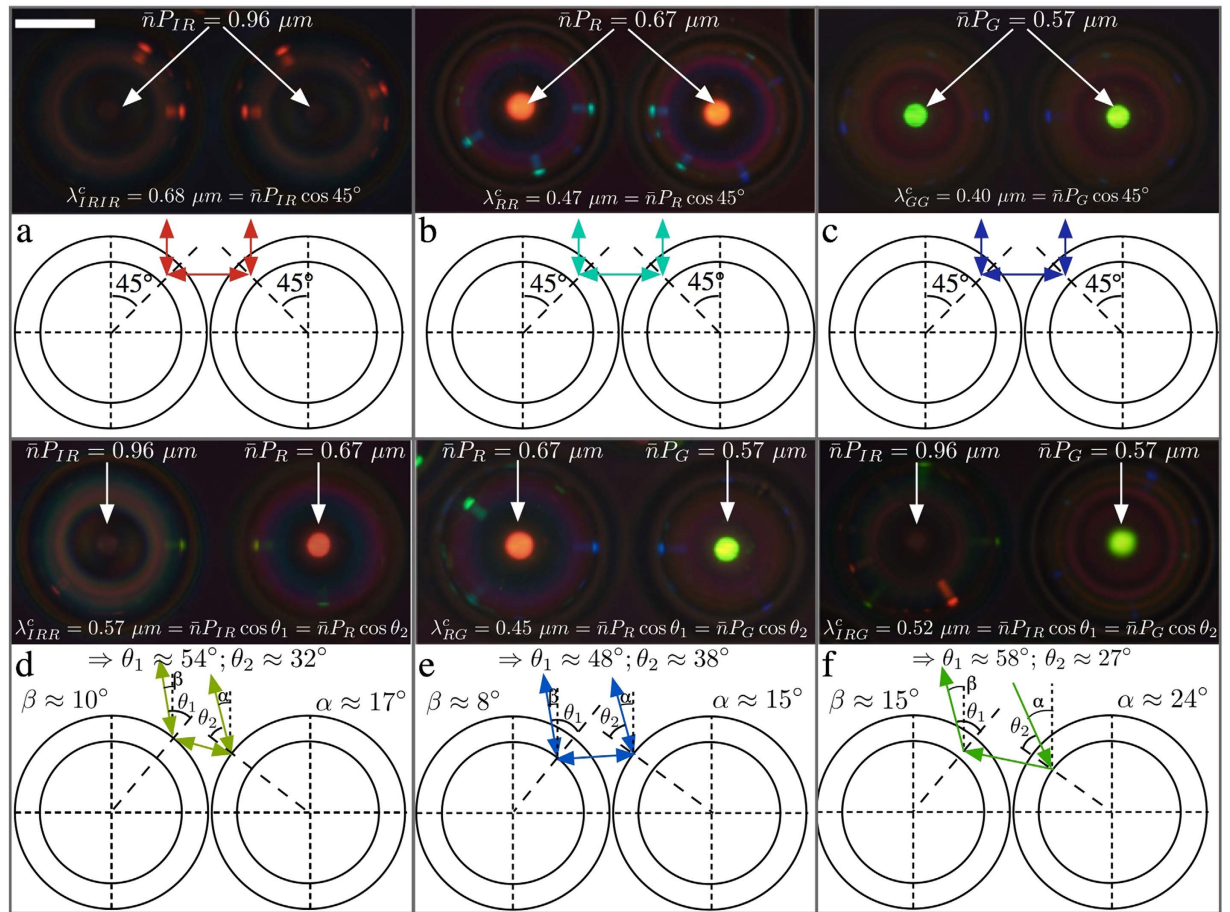 n̄P_IR = 0.96 μm
λ^c_IRIR = 0.68 μm = n̄P_IR cos 45°
a
45°
45°
n̄P_R = 0.67 μm
λ^c_RR = 0.47 μm = n̄P_R cos 45°
b
45°
45°
n̄P_G = 0.57 μm
λ^c_GG = 0.40 μm = n̄P_G cos 45°
c
45°
45°
n̄P_IR = 0.96 μm
n̄P_R = 0.67 μm
λ^c_IRR = 0.57 μm = n̄P_IR cos θ_1 = n̄P_R cos θ_2
d
⇒ θ_1 ≈ 54°; θ_2 ≈ 32°
β ≈ 10°
β
θ_1
θ_2
α
α ≈ 17°
n̄P_R = 0.67 μm
n̄P_G = 0.57 μm
λ^c_RG = 0.45 μm = n̄P_R cos θ_1 = n̄P_G cos θ_2
e
⇒ θ_1 ≈ 48°; θ_2 ≈ 38°
β ≈ 8°
β
θ_1
θ_2
α
α ≈ 15°
n̄P_IR = 0.96 μm
n̄P_G = 0.57 μm
λ^c_IRG = 0.52 μm = n̄P_IR cos θ_1 = n̄P_G cos θ_2
f
⇒ θ_1 ≈ 58°; θ_2 ≈ 27°
β ≈ 15°
β
θ_1
θ_2
α
α ≈ 24°